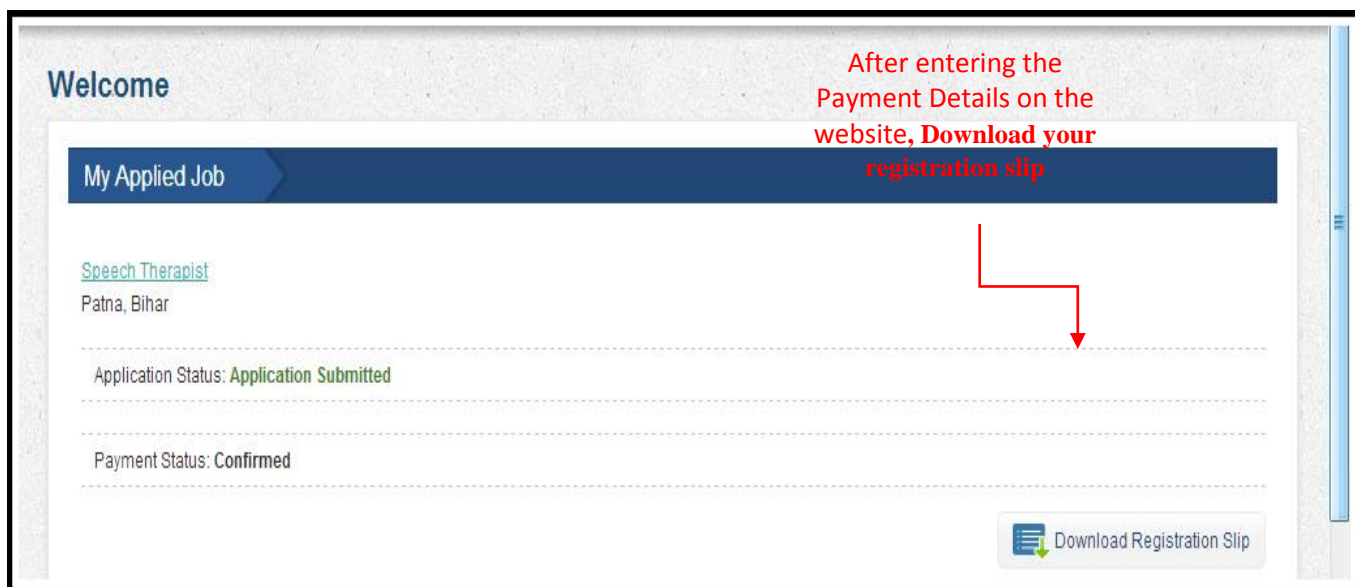 After entering the
Payment Details on the
website, Download your
registration slip
Welcome
My Applied Job
Speech Therapist
Patna, Bihar
Application Status: Application Submitted
Payment Status: Confirmed
Download Registration Slip